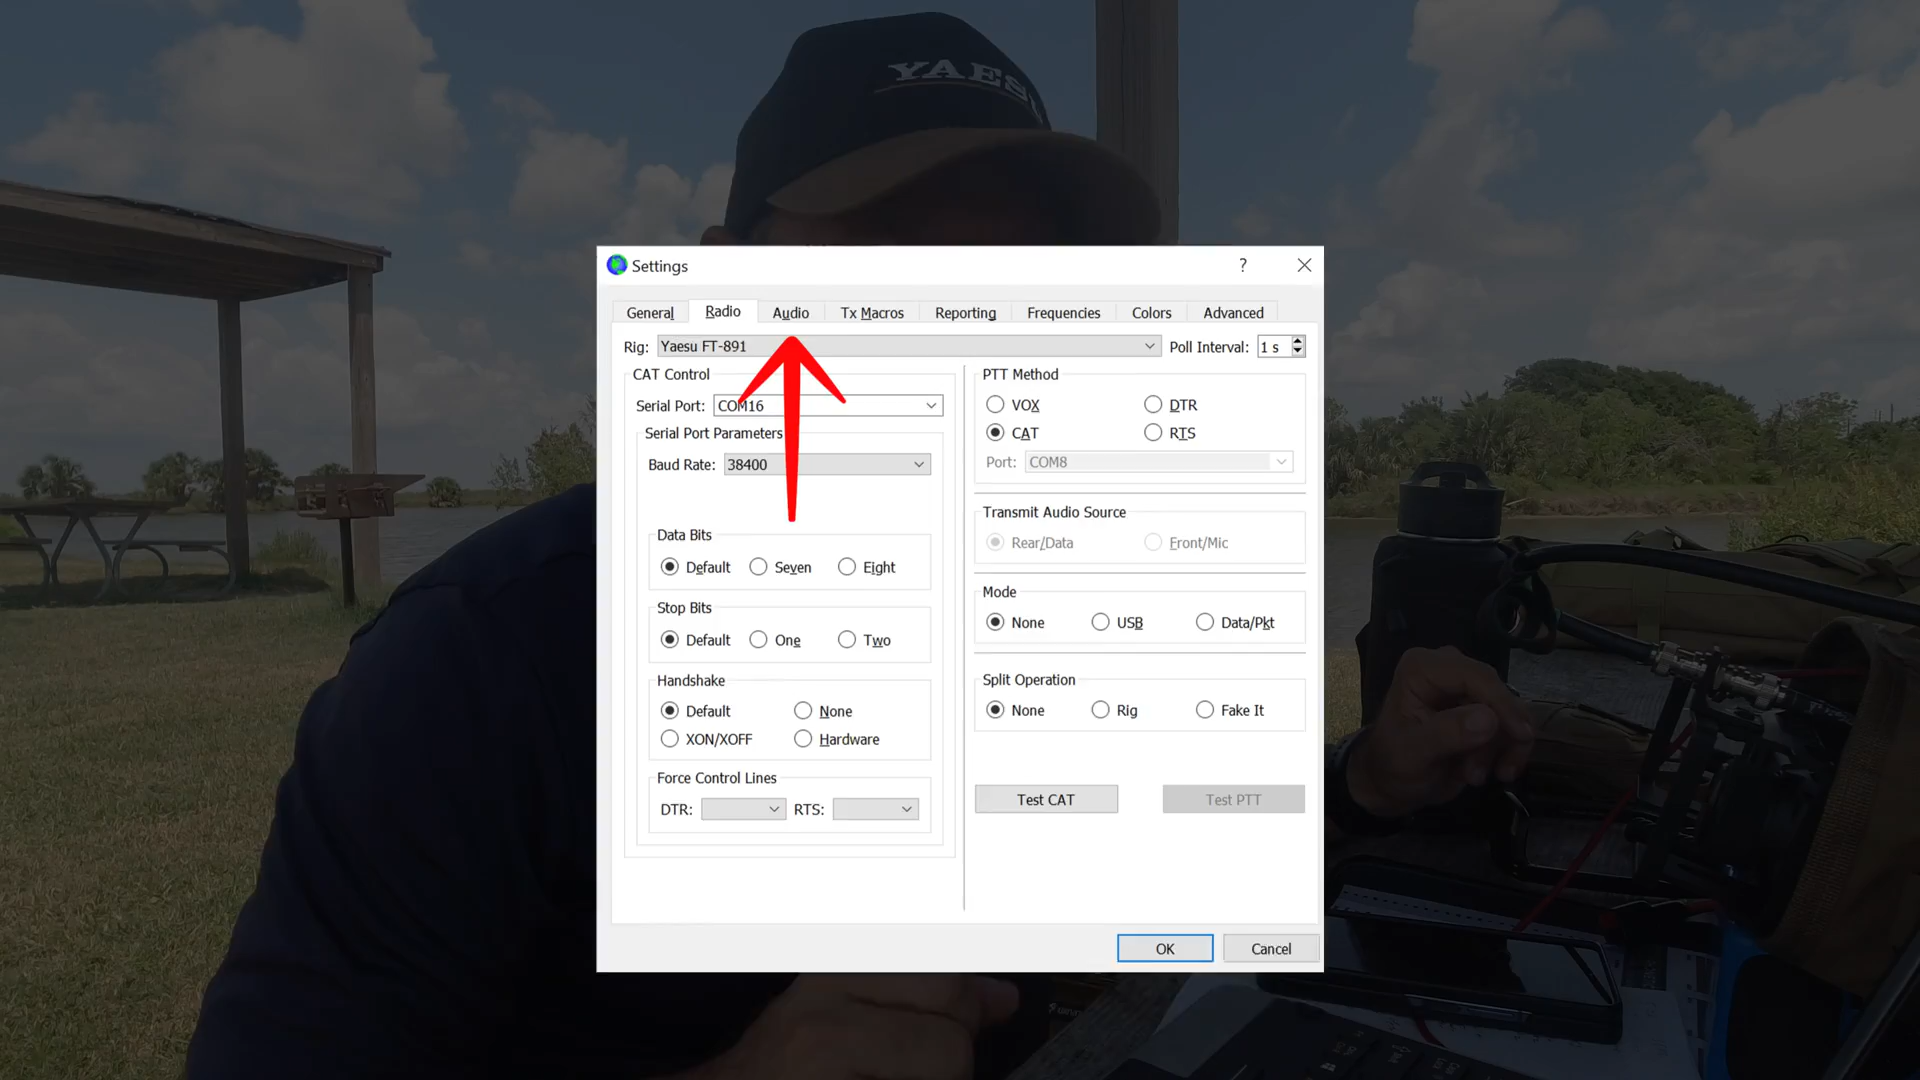 YAESU
Settings
?
General Radio Audio Tx Macros Reporting Frequencies Colors Advanced
Rig: Yaesu FT-891 Poll Interval: 1 s
CAT Control
Serial Port: COM16
Serial Port Parameters
Baud Rate: 38400
Data Bits
Default Seven Eight
Stop Bits
Default One Two
Handshake
Default None
XON/XOFF Hardware
Force Control Lines
DTR: RTS:
PTT Method
VOX DTR
CAT RTS
Port: COM8
Transmit Audio Source
Rear/Data Front/Mic
Mode
None USB Data/Pkt
Split Operation
None Rig Fake It
Test CAT Test PTT
OK Cancel